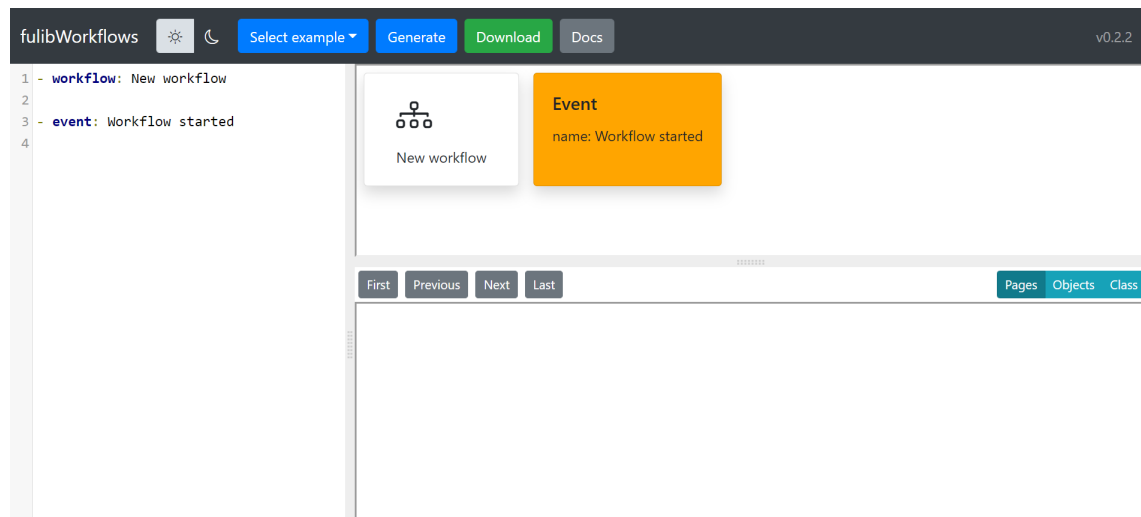 fulibWorkflows Select example Generate Download Docs v0.2.2
1 - workflow: New workflow
2
3 - event: Workflow started
4
New workflow
Event
name: Workflow started
First Previous Next Last Pages Objects Class